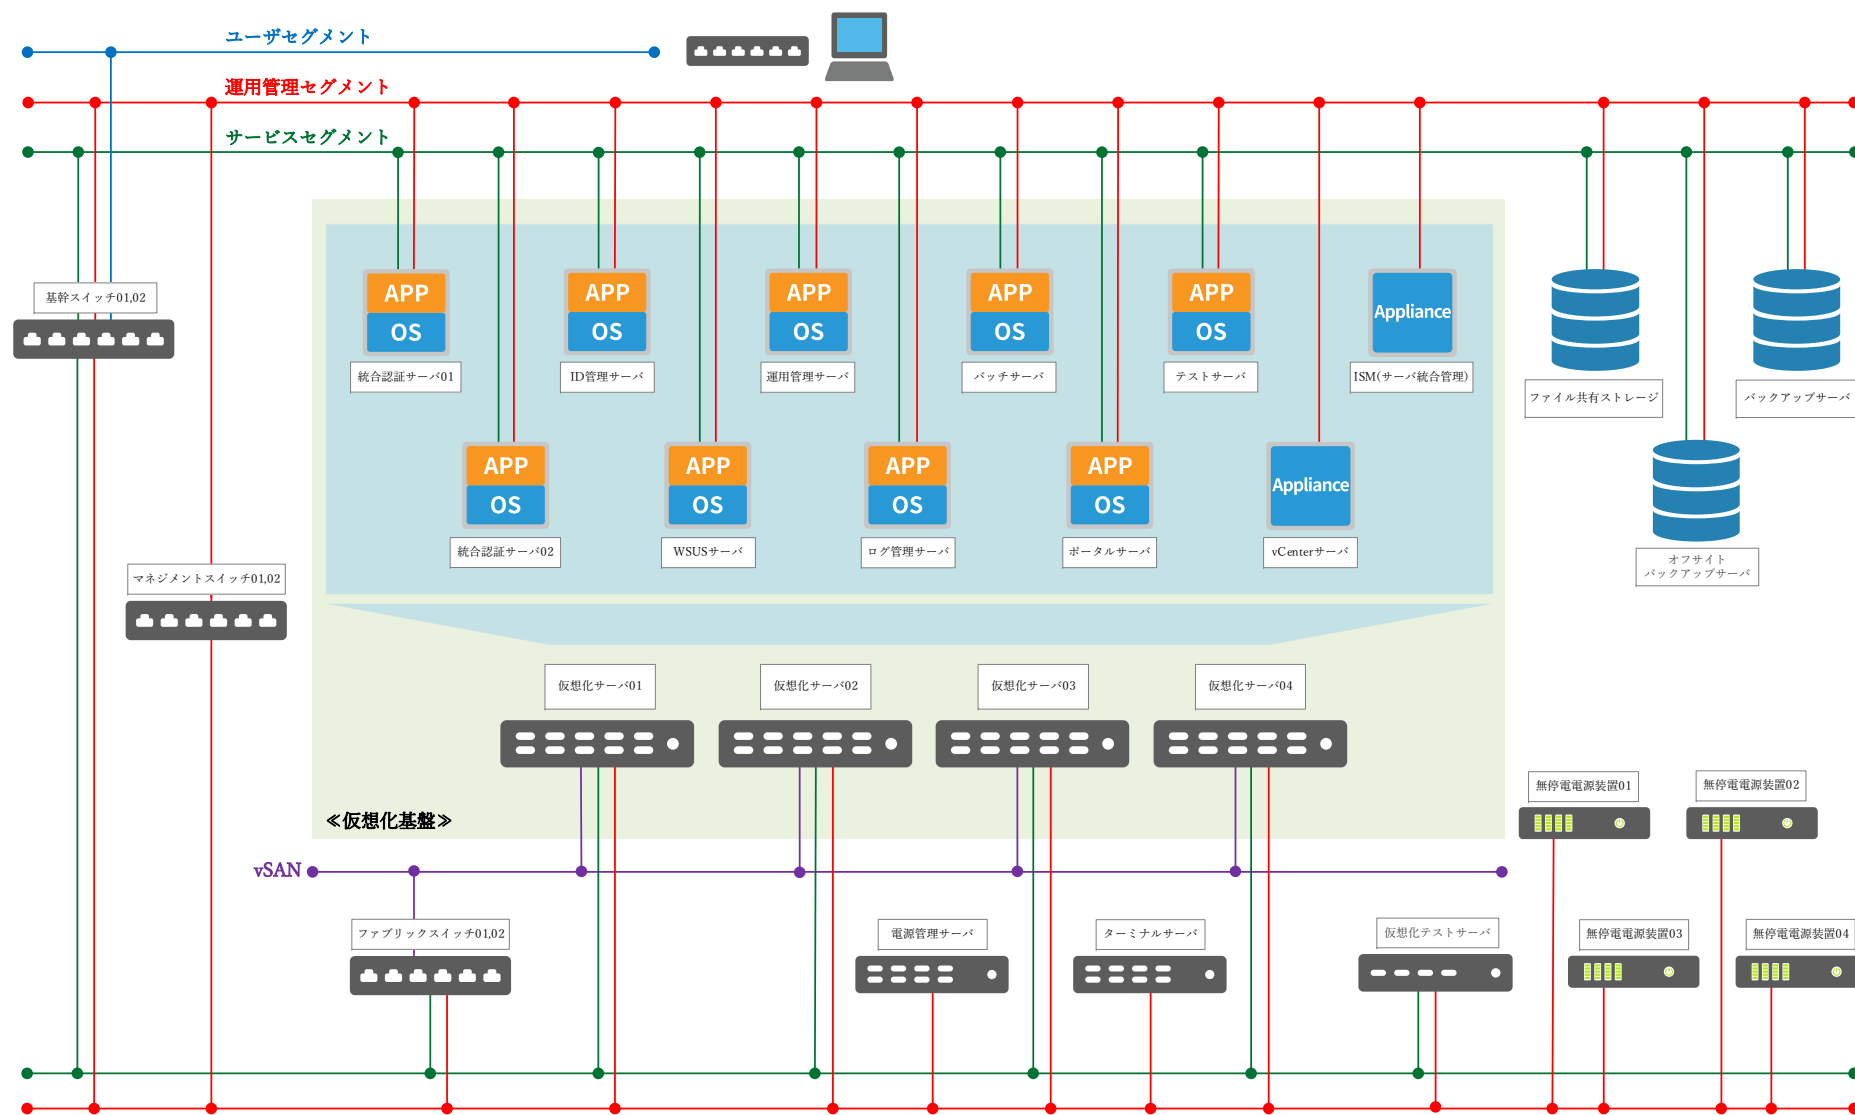 ユーザセグメント
運用管理セグメント
サービスセグメント
基幹スイッチ01,02
APP
OS
統合認証サーバ01
APP
OS
ID管理サーバ
APP
OS
運用管理サーバ
APP
OS
バッチサーバ
APP
OS
テストサーバ
Appliance
ISM(サーバ統合管理)
ファイル共有ストレージ
バックアップサーバ
APP
OS
統合認証サーバ02
APP
OS
WSUSサーバ
APP
OS
ログ管理サーバ
APP
OS
ポータルサーバ
Appliance
vCenterサーバ
オフサイト
バックアップサーバ
マネジメントスイッチ01,02
仮想化サーバ01
仮想化サーバ02
仮想化サーバ03
仮想化サーバ04
≪仮想化基盤≫
無停電電源装置01
無停電電源装置02
vSAN
ファブリックスイッチ01,02
電源管理サーバ
ターミナルサーバ
仮想化テストサーバ
無停電電源装置03
無停電電源装置04